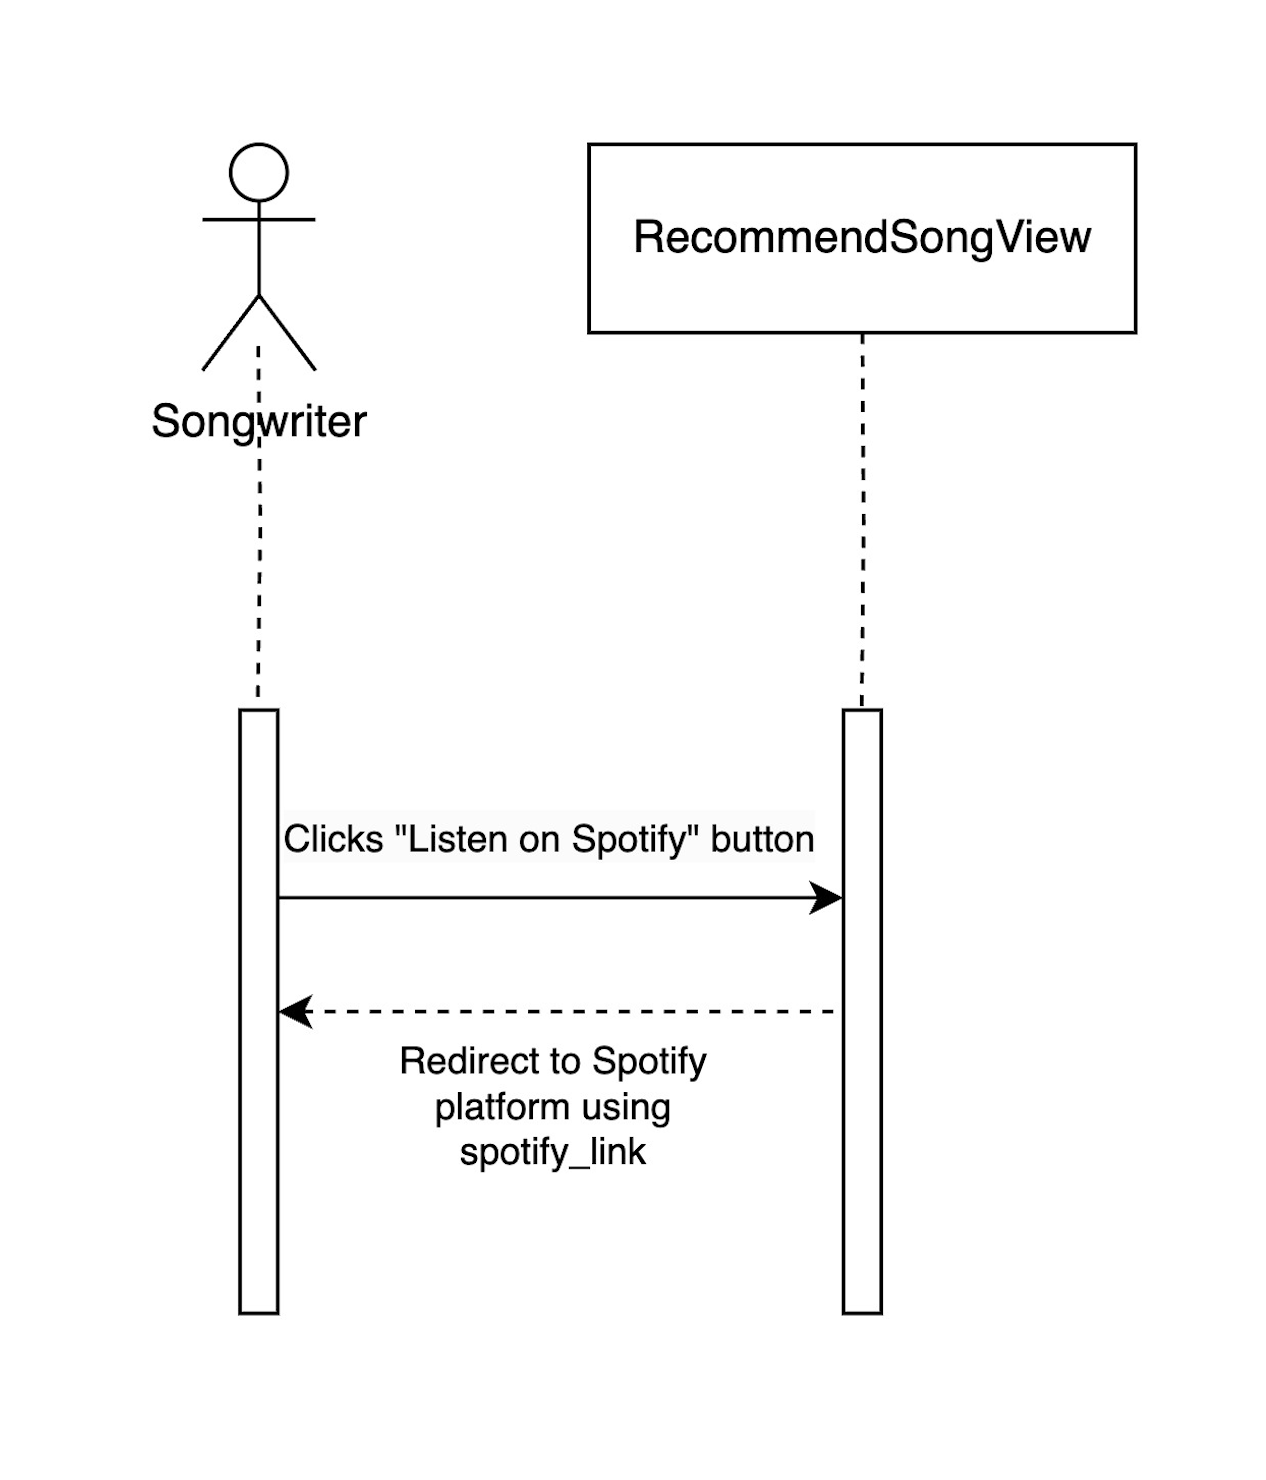 RecommendSongView
Songwriter
Clicks "Listen on Spotify" button
Redirect to Spotify
platform using
spotify_link